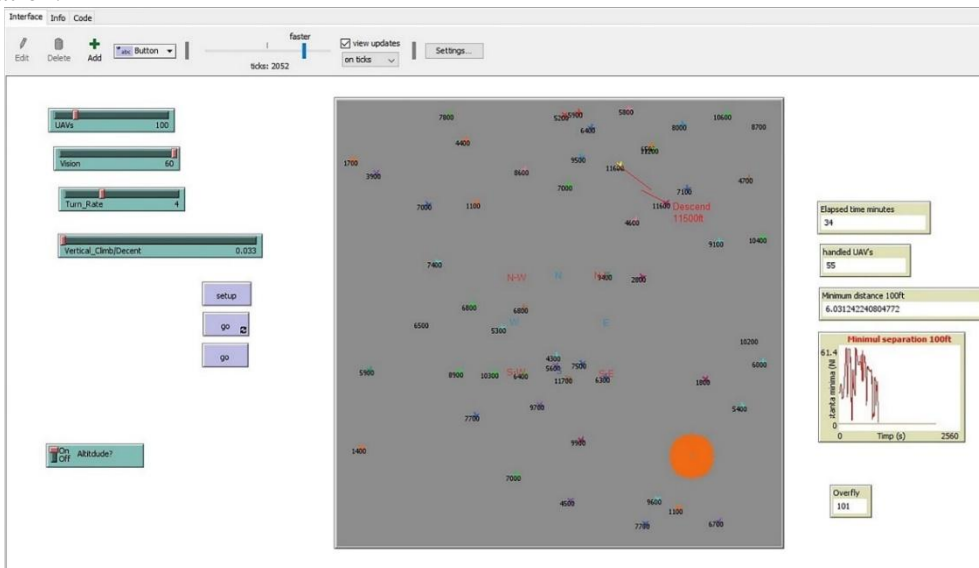 Interface Info Code
Edit Delete Add Button faster ticks: 2052 view updates on ticks Settings...
UAVs 100
Vision 60
Turn_Rate 4
Vertical_Climb/Decent 0.033
setup
go
go
On
Off Altitdude?
7800 5200 5900 5800 10600
6400 8000 8700
4400
1700 9500 11600
3900 8600 4700
7000 7100
7000 1100 11600 Descend
4600 11500ft
9100 10400
7400
N-W N 9400 2800
6800 6800
6500 5300 W E
10200
4300
5900 5600 7500 6000
8900 10300 6400 11700 6300 S-E 1800
9700 5400
7700
9900
1400
7000
4500 9600 1100
7700 6700
Elapsed time minutes
34
handled UAV's
55
Minimum distance 100ft
6.031242240804772
Minimul separation 100ft
61.4
stanta minima (N
0
0 Timp (s) 2560
Overfly
101